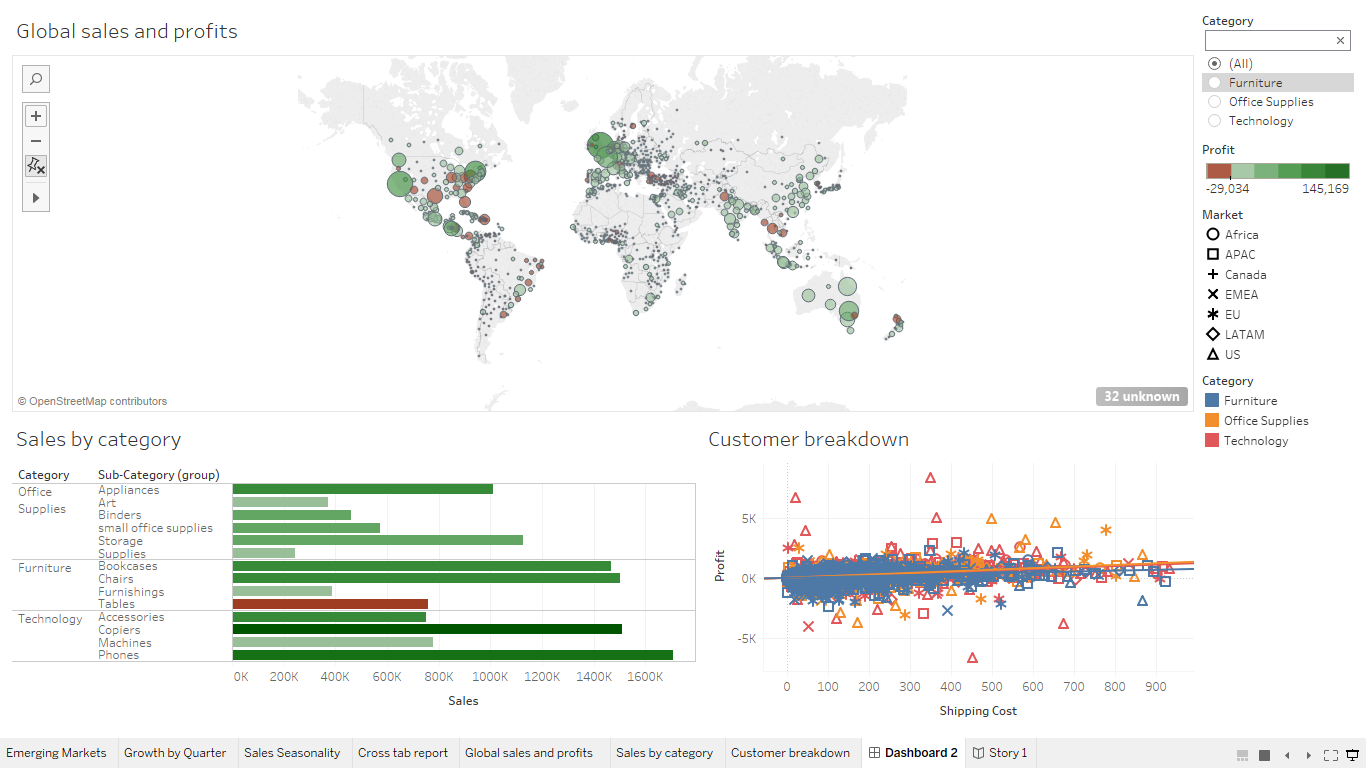 Global sales and profits
© OpenStreetMap contributors
32 unknown
Category
(All)
Furniture
Office Supplies
Technology
Profit
-29,034 145,169
Market
Africa
APAC
Canada
EMEA
EU
LATAM
US
Category
Furniture
Office Supplies
Technology
Sales by category
Category Sub-Category (group)
Office Supplies
Appliances
Art
Binders
small office supplies
Storage
Supplies
Furniture
Bookcases
Chairs
Furnishings
Tables
Technology
Accessories
Copiers
Machines
Phones
0K 200K 400K 600K 800K 1000K 1200K 1400K 1600K
Sales
Customer breakdown
Profit
5K
0K
-5K
0 100 200 300 400 500 600 700 800 900
Shipping Cost
Emerging Markets Growth by Quarter Sales Seasonality Cross tab report Global sales and profits Sales by category Customer breakdown Dashboard 2 Story 1